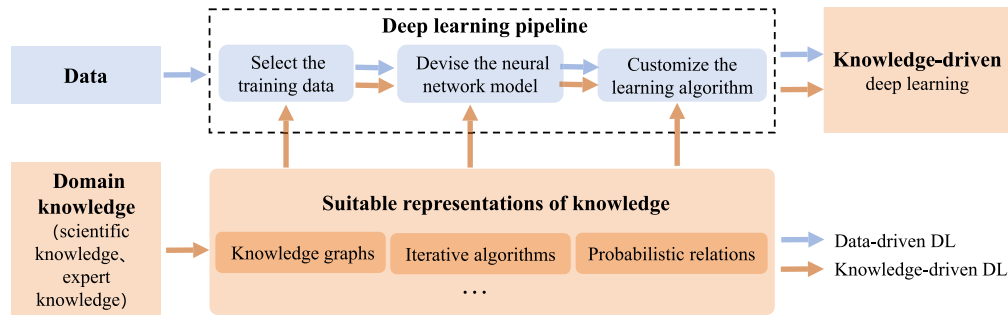 Deep learning pipeline
Data
Select the
training data
Devise the neural
network model
Customize the
learning algorithm
Knowledge-driven
deep learning
Domain
knowledge
(scientific
knowledge、
expert
knowledge)
Suitable representations of knowledge
Knowledge graphs
Iterative algorithms
Probabilistic relations
...
Data-driven DL
Knowledge-driven DL